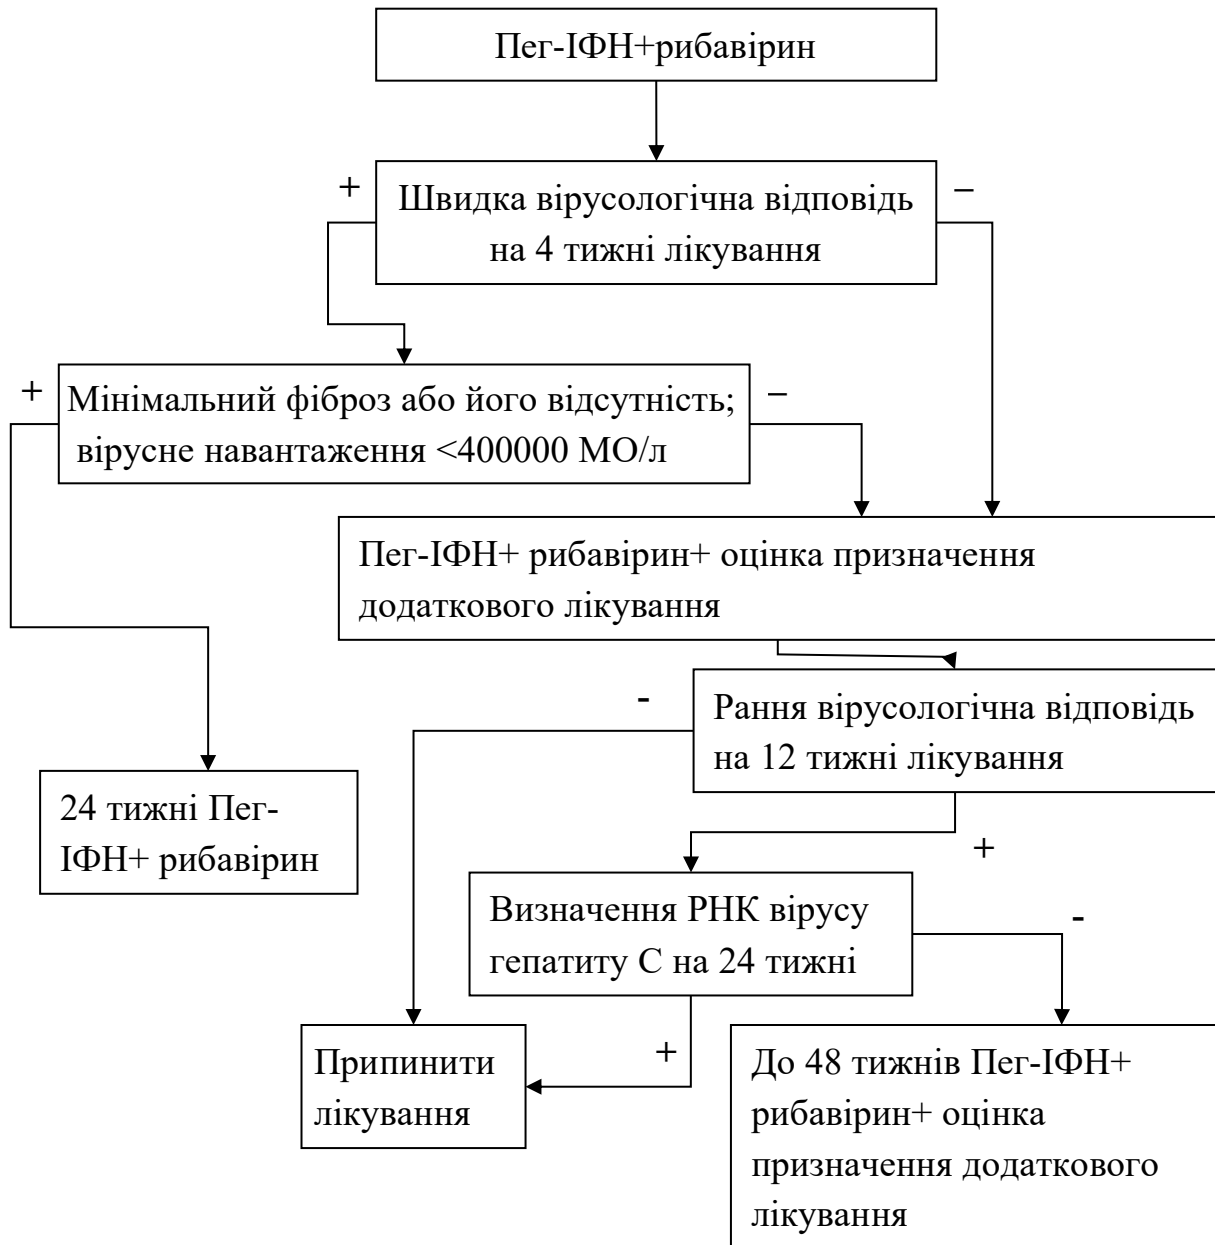 Пег-ІФН+рибавірин
+
Швидка вірусологічна відповідь
на 4 тижні лікування
–
+
Мінімальний фіброз або його відсутність;
вірусне навантаження <400000 МО/л
–
Пег-ІФН+ рибавірин+ оцінка призначення
додаткового лікування
-
Рання вірусологічна відповідь
на 12 тижні лікування
24 тижні Пег-
ІФН+ рибавірин
+
Визначення РНК вірусу
гепатиту С на 24 тижні
-
Припинити
лікування
+
До 48 тижнів Пег-ІФН+
рибавірин+ оцінка
призначення додаткового
лікування